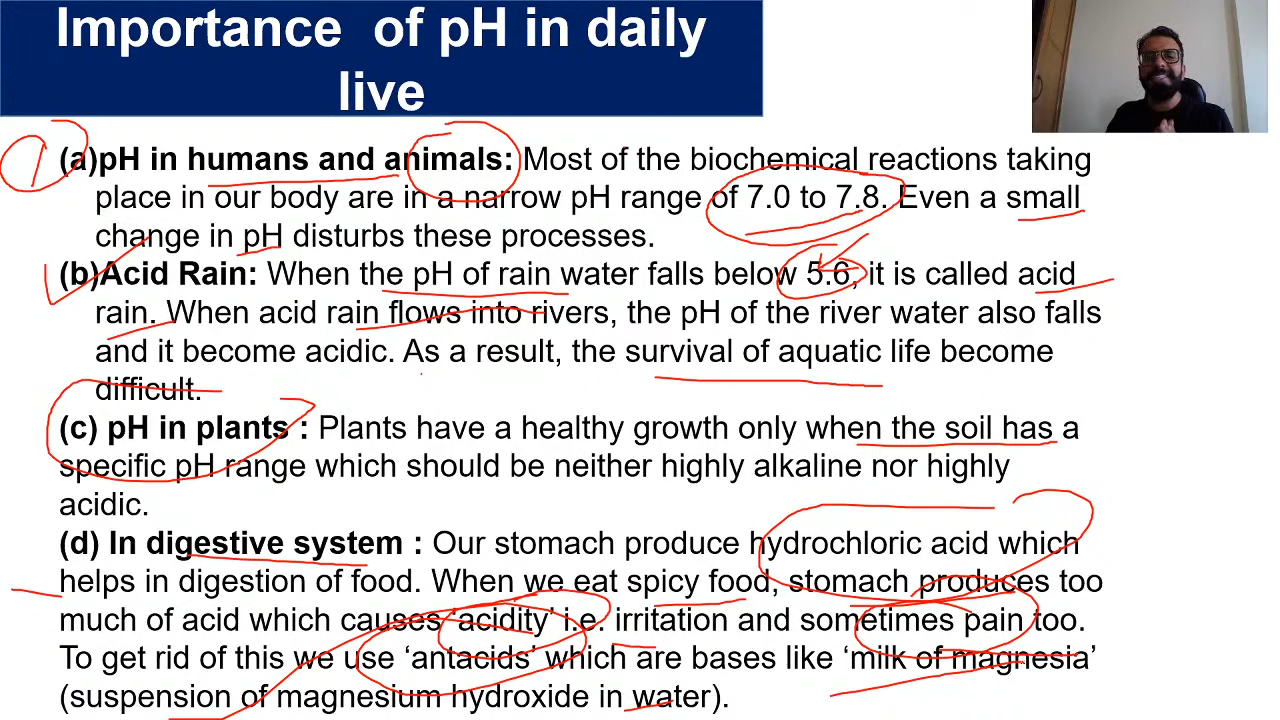 Importance of pH in daily
live
(a)pH in humans and animals: Most of the biochemical reactions taking
place in our body are in a narrow pH range of 7.0 to 7.8. Even a small
change in pH disturbs these processes.
(b)Acid Rain: When the pH of rain water falls below 5.6, it is called acid
rain. When acid rain flows into rivers, the pH of the river water also falls
and it become acidic. As a result, the survival of aquatic life become
difficult.
(c) pH in plants : Plants have a healthy growth only when the soil has a
specific pH range which should be neither highly alkaline nor highly
acidic.
(d) In digestive system : Our stomach produce hydrochloric acid which
helps in digestion of food. When we eat spicy food, stomach produces too
much of acid which causes ‘acidity’ i.e. irritation and sometimes pain too.
To get rid of this we use ‘antacids’ which are bases like ‘milk of magnesia’
(suspension of magnesium hydroxide in water).